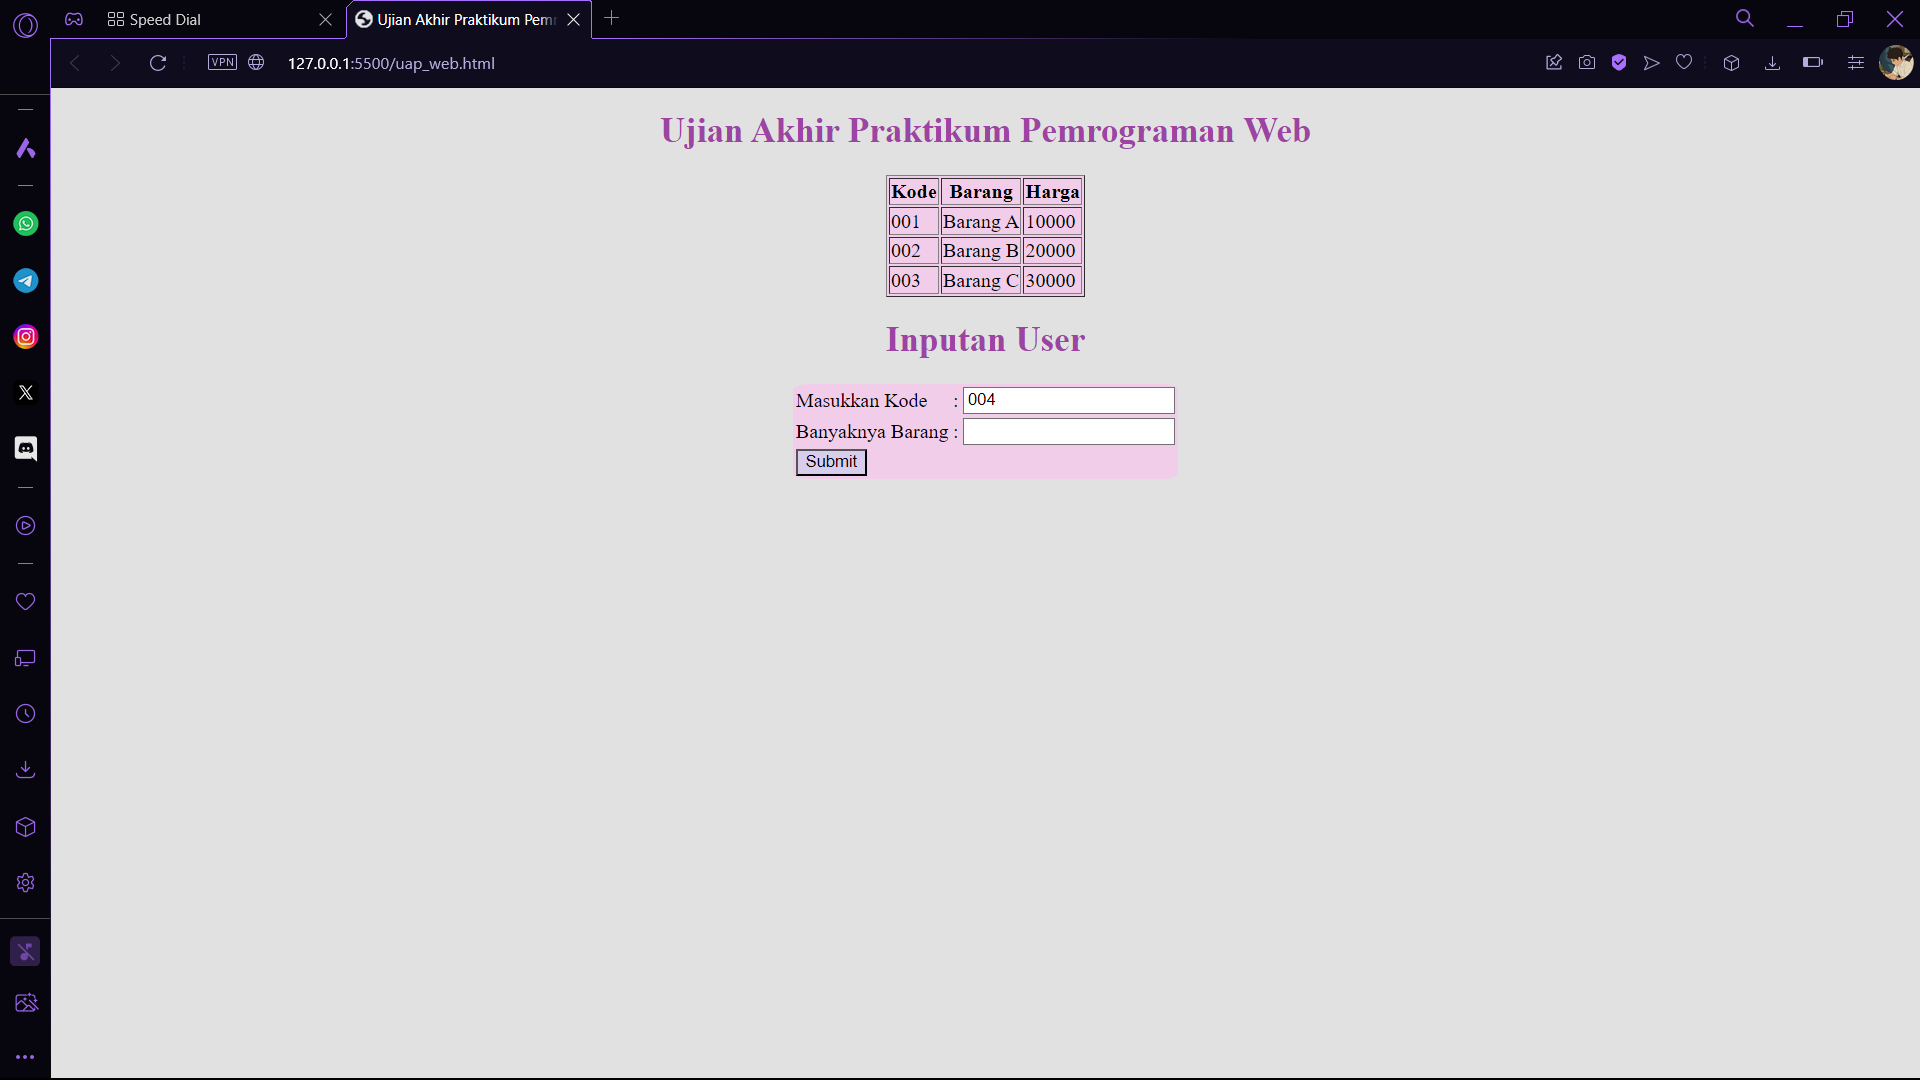 Speed Dial
Ujian Akhir Praktikum Pem
VPN
127.0.0.1:5500/uap_web.html
Ujian Akhir Praktikum Pemrograman Web
Kode Barang Harga
001 Barang A 10000
002 Barang B 20000
003 Barang C 30000
Inputan User
Masukkan Kode : 004
Banyaknya Barang :
Submit